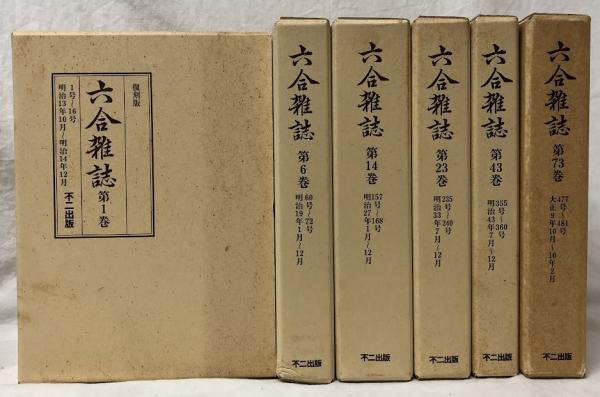 復刻版
六合雑誌 第1巻
1号~16号
明治13年10月~明治14年12月
不二出版
六合雑誌 第6巻
60号~72号
明治19年1月~12月
不二出版
六合雑誌 第14巻
157号~168号
明治27年1月~12月
不二出版
六合雑誌 第23巻
235号~240号
明治33年7月~12月
不二出版
六合雑誌 第43巻
355号~360号
明治43年7月~12月
不二出版
六合雑誌 第73巻
477号~481号
大正9年10月~10年2月
不二出版